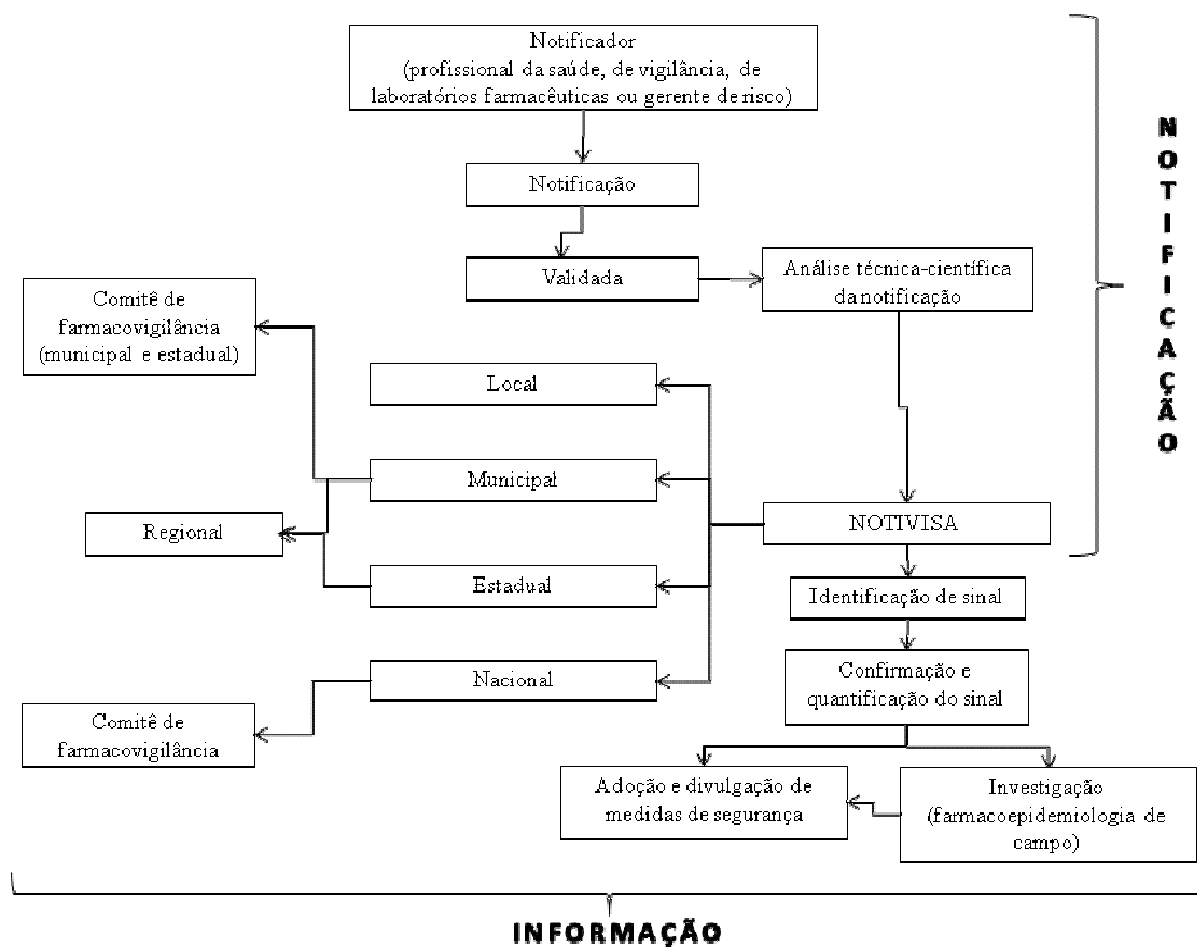 Notificador
(profissional da saúde, de vigilância, de
laboratórios farmacêuticas ou gerente de risco)
Notificação
Validada
Análise técnica-científica
da notificação
NOTIFICAÇÃO
Comitê de
farmacovigilância
(municipal e estadual)
Local
Municipal
Regional
NOTIVISA
Estadual
Identificação de sinal
Nacional
Confirmação e
quantificação do sinal
Comitê de
farmacovigilância
Adoção e divulgação de
medidas de segurança
Investigação
(farmacoepidemiologia de
campo)
INFORMAÇÃO